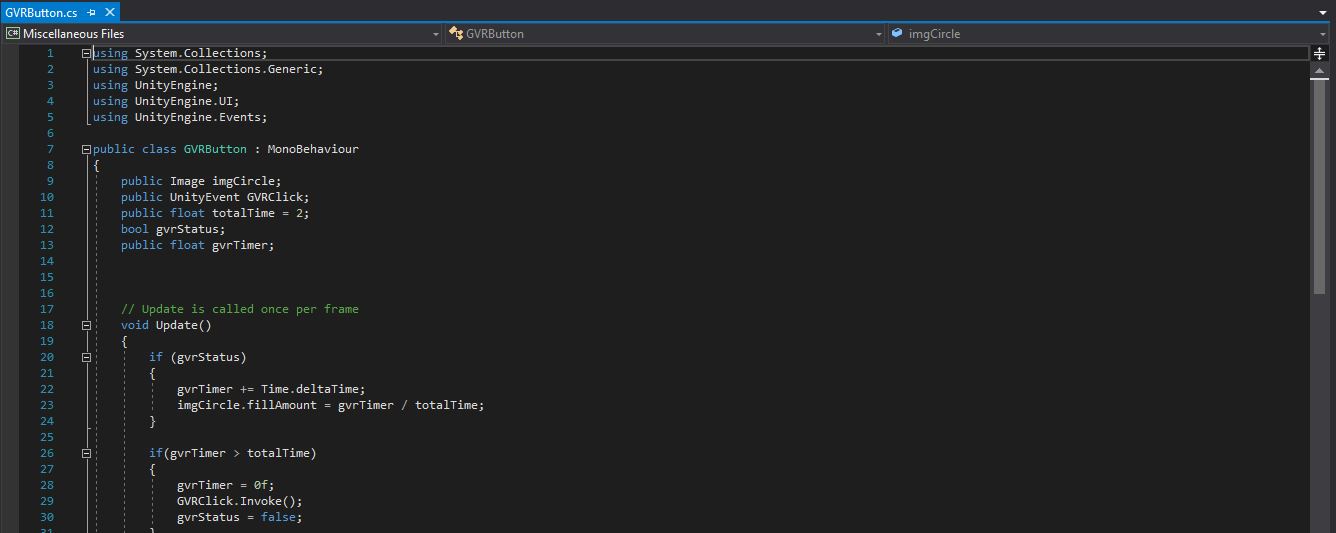 GVRButton.cs
Miscellaneous Files GVRButton imgCircle
1 using System.Collections;
2 using System.Collections.Generic;
3 using UnityEngine;
4 using UnityEngine.UI;
5 using UnityEngine.Events;
6
7 public class GVRButton : MonoBehaviour
8 {
9 public Image imgCircle;
10 public UnityEvent GVRClick;
11 public float totalTime = 2;
12 bool gvrStatus;
13 public float gvrTimer;
14
15
16
17 // Update is called once per frame
18 void Update()
19 {
20 if (gvrStatus)
21 {
22 gvrTimer += Time.deltaTime;
23 imgCircle.fillAmount = gvrTimer / totalTime;
24 }
25
26 if(gvrTimer > totalTime)
27 {
28 gvrTimer = 0f;
29 GVRClick.Invoke();
30 gvrStatus = false;
31 }